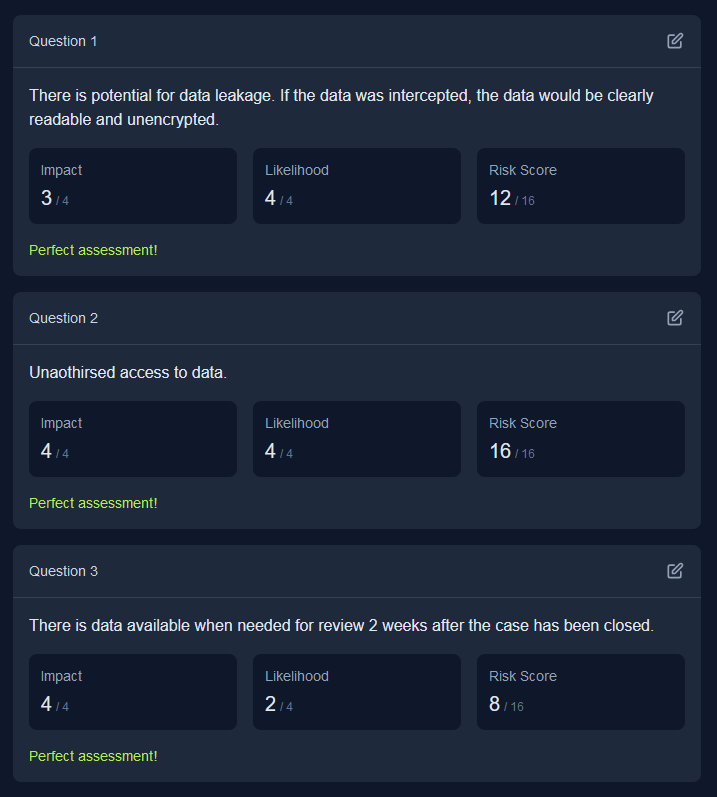 Question 1
There is potential for data leakage. If the data was intercepted, the data would be clearly
readable and unencrypted.
Impact Likelihood Risk Score
3 / 4 4 / 4 12 / 16
Perfect assessment!
Question 2
Unaothirsed access to data.
Impact Likelihood Risk Score
4 / 4 4 / 4 16 / 16
Perfect assessment!
Question 3
There is data available when needed for review 2 weeks after the case has been closed.
Impact Likelihood Risk Score
4 / 4 2 / 4 8 / 16
Perfect assessment!